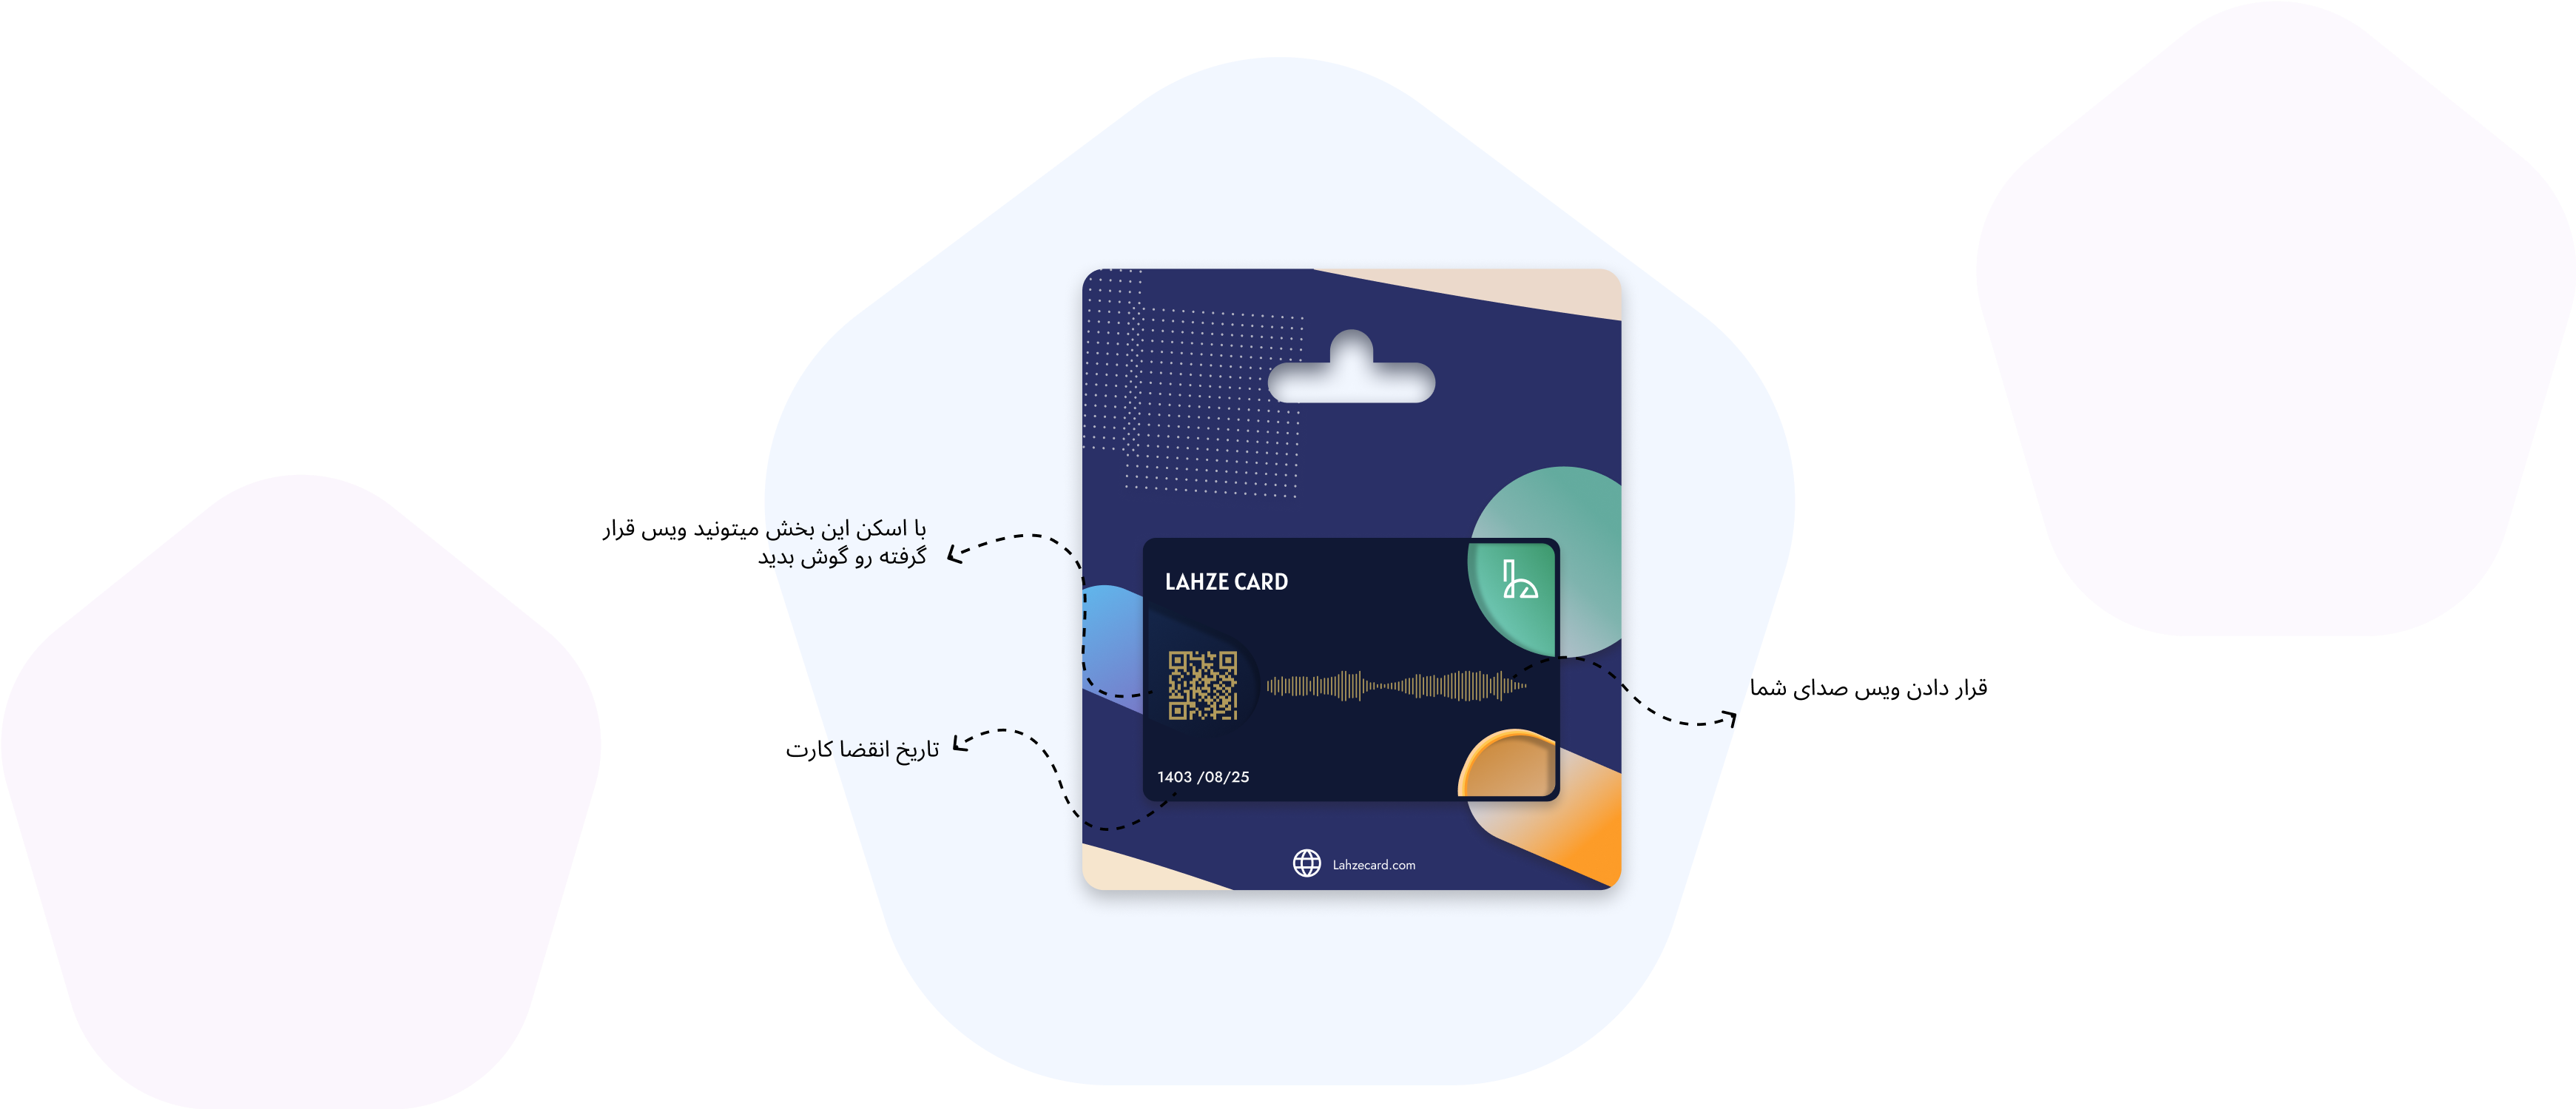 با اسکن این بخش میتونید ویس قرار
گرفته رو گوش بدید
LAHZE CARD
قرار دادن ویس صدای شما
تاریخ انقضا کارت
1403 /08/25
Lahzecard.com